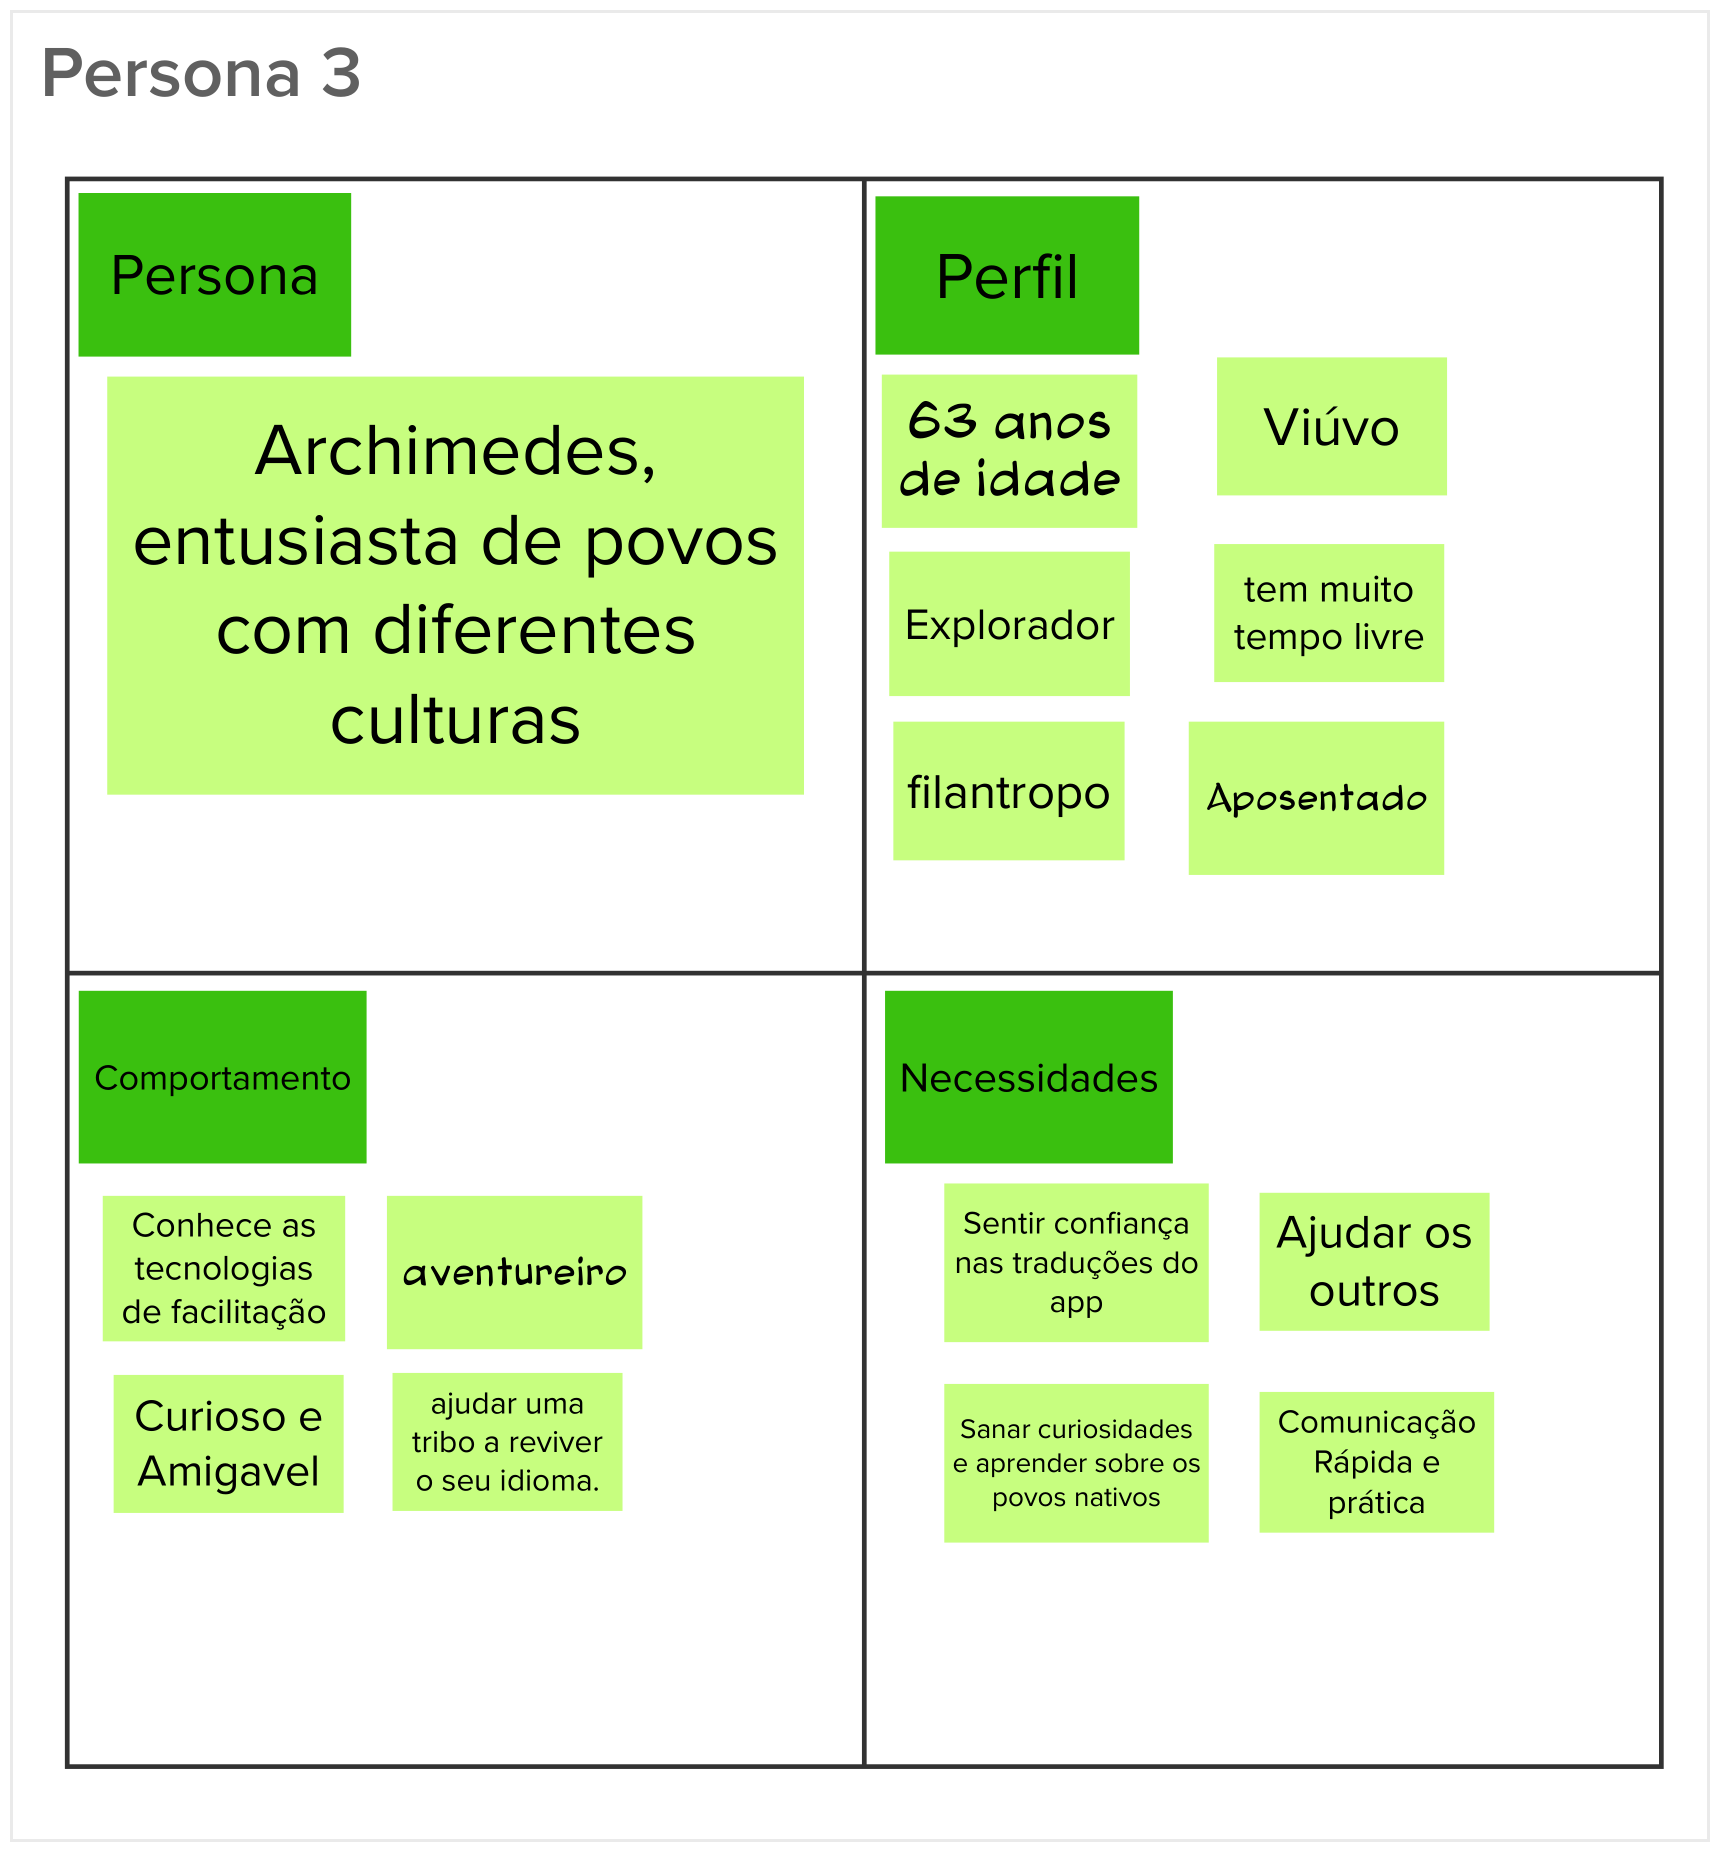 Persona 3
Persona
Archimedes,
entusiasta de povos
com diferentes
culturas
Perfil
63 anos
de idade
Viúvo
Explorador
tem muito
tempo livre
filantropo
Aposentado
Comportamento
Conhece as
tecnologias
de facilitação
aventureiro
Curioso e
Amigavel
ajudar uma
tribo a reviver
o seu idioma.
Necessidades
Sentir confiança
nas traduções do
app
Ajudar os
outros
Sanar curiosidades
e aprender sobre os
povos nativos
Comunicação
Rápida e
prática